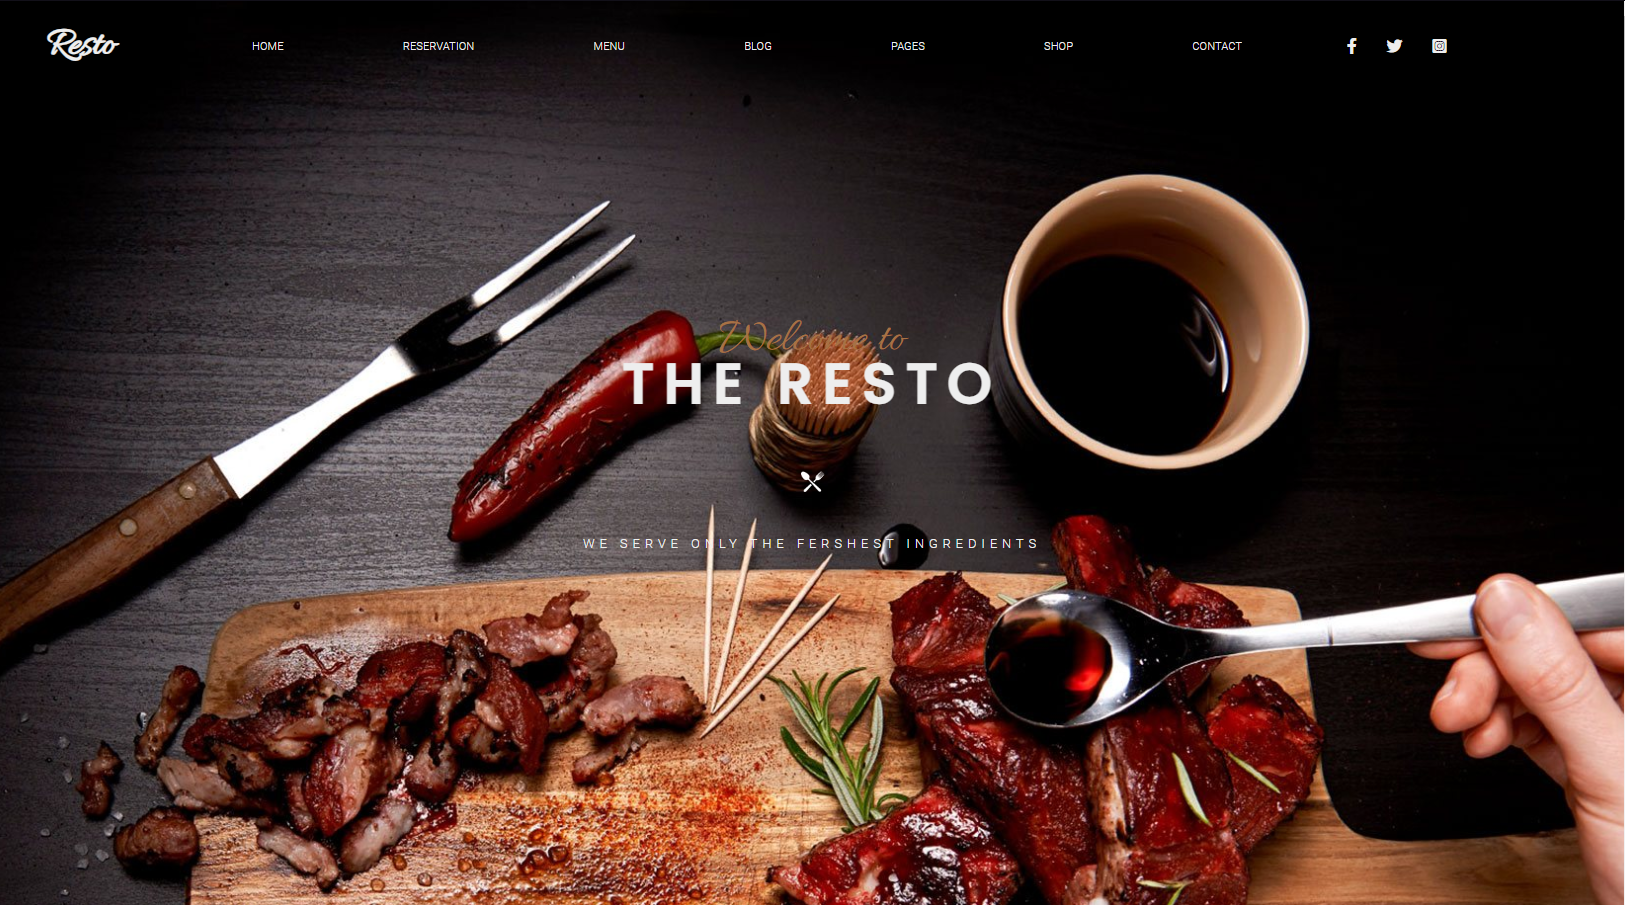 Resto
HOME RESERVATION MENU BLOG PAGES SHOP CONTACT
Welcome to
THE RESTO
WE SERVE ONLY THE FERSHEST INGREDIENTS